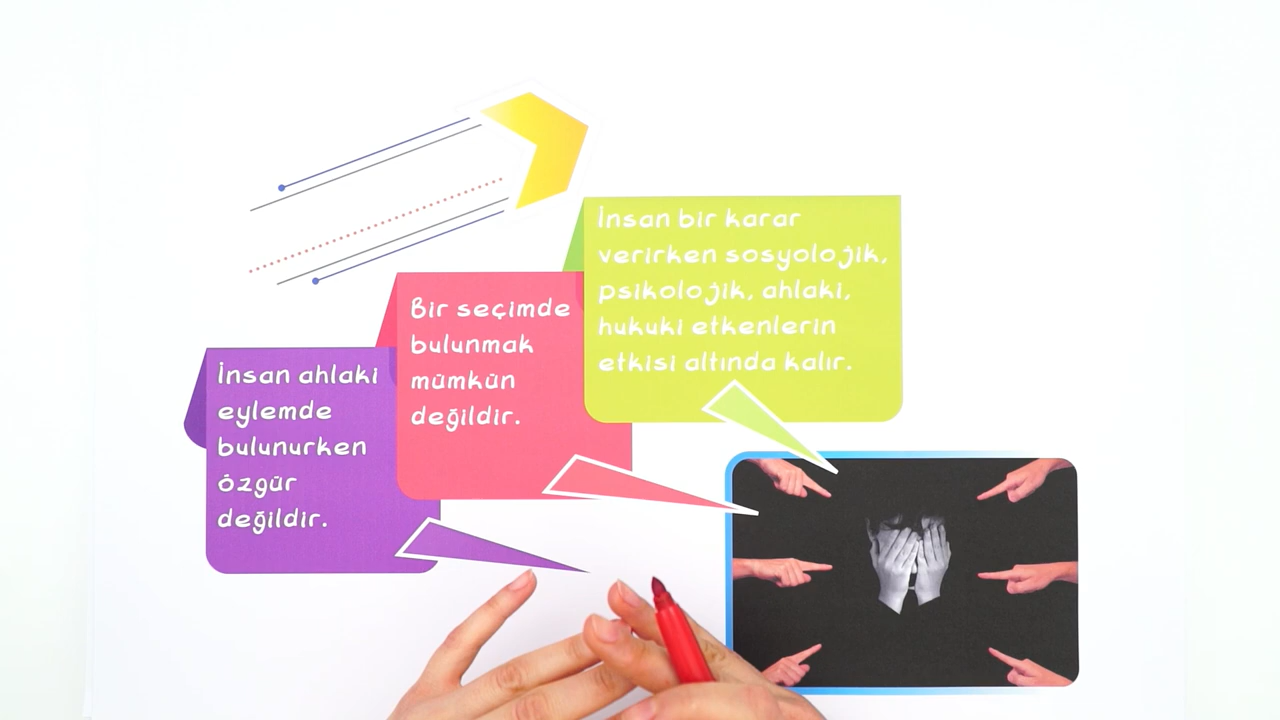 İnsan ahlaki
eylemde
bulunurken
özgür
değildir.
Bir seçimde
bulunmak
mümkün
değildir.
İnsan bir karar
verirken sosyolojik,
psikolojik, ahlaki,
hukuki etkenlerin
etkisi altında kalır.